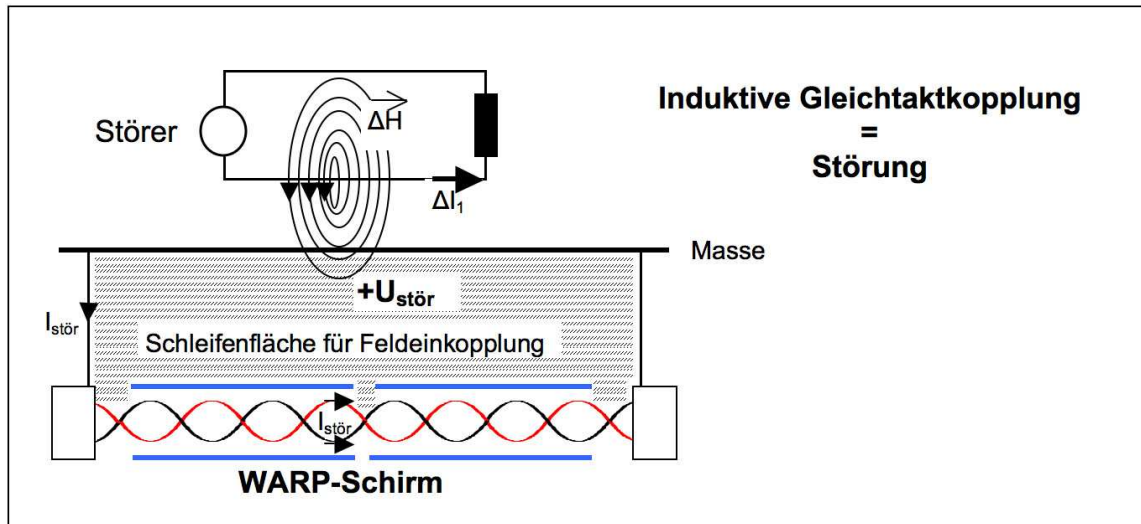 Induktive Gleichtaktkopplung
=
Störung
Störer
ΔH
ΔI₁
Masse
+Uₛₜöᵣ
Iₛₜöᵣ
Schleifenfläche für Feldeinkopplung
Iₛₜöᵣ
WARP-Schirm